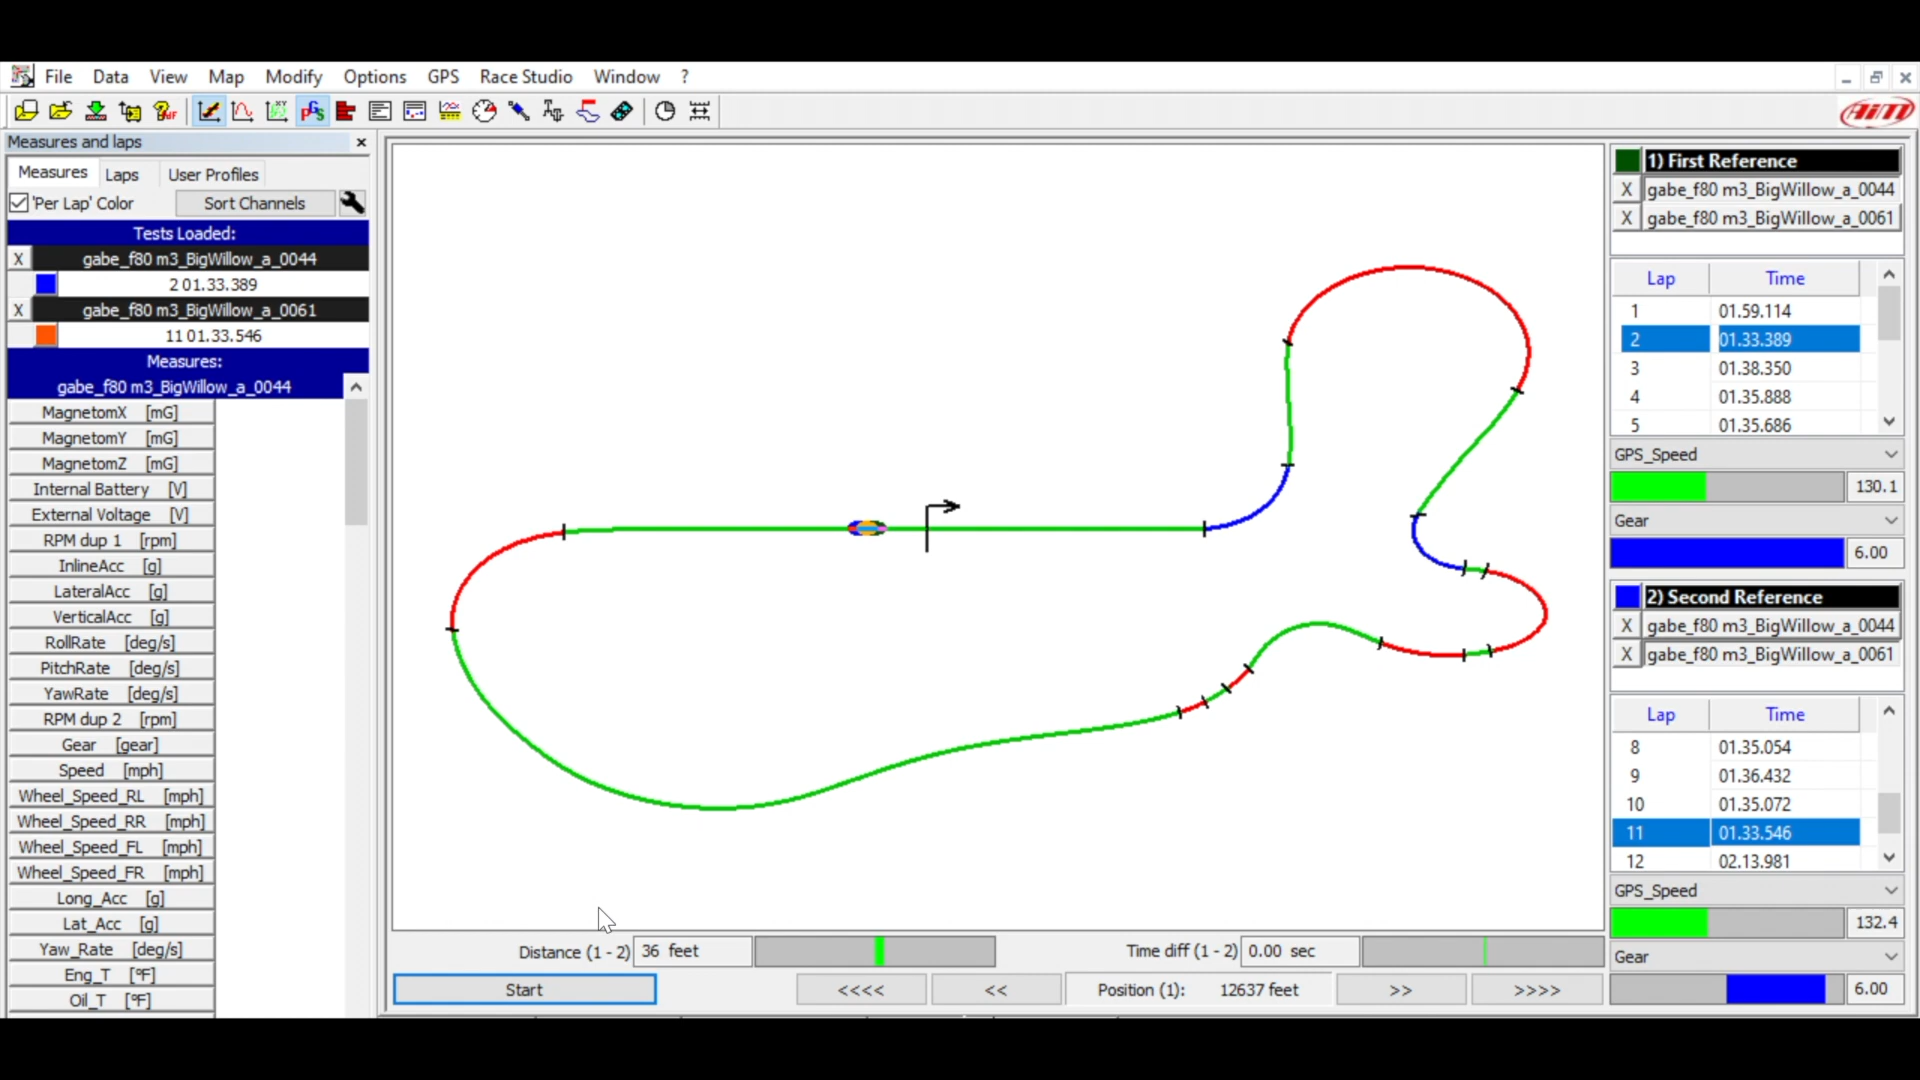 File Data View Map Modify Options GPS Race Studio Window ?
AiM
Measures and laps
Measures Laps User Profiles
'Per Lap' Color Sort Channels
Tests Loaded:
X gabe_f80 m3_BigWillow_a_0044
2 01.33.389
X gabe_f80 m3_BigWillow_a_0061
11 01.33.546
Measures:
gabe_f80 m3_BigWillow_a_0044
MagnetomX [mG]
MagnetomY [mG]
MagnetomZ [mG]
Internal Battery [V]
External Voltage [V]
RPM dup 1 [rpm]
InlineAcc [g]
LateralAcc [g]
VerticalAcc [g]
RollRate [deg/s]
PitchRate [deg/s]
YawRate [deg/s]
RPM dup 2 [rpm]
Gear [gear]
Speed [mph]
Wheel_Speed_RL [mph]
Wheel_Speed_RR [mph]
Wheel_Speed_FL [mph]
Wheel_Speed_FR [mph]
Long_Acc [g]
Lat_Acc [g]
Yaw_Rate [deg/s]
Eng_T [ºF]
Oil_T [ºF]
Distance (1 - 2) 36 feet Time diff (1 - 2) 0.00 sec
Start <<<< << Position (1): 12637 feet >> >>>>
1) First Reference
X gabe_f80 m3_BigWillow_a_0044
X gabe_f80 m3_BigWillow_a_0061
Lap Time
1 01.59.114
2 01.33.389
3 01.38.350
4 01.35.888
5 01.35.686
GPS_Speed
130.1
Gear
6.00
2) Second Reference
X gabe_f80 m3_BigWillow_a_0044
X gabe_f80 m3_BigWillow_a_0061
Lap Time
8 01.35.054
9 01.36.432
10 01.35.072
11 01.33.546
12 02.13.981
GPS_Speed
132.4
Gear
6.00